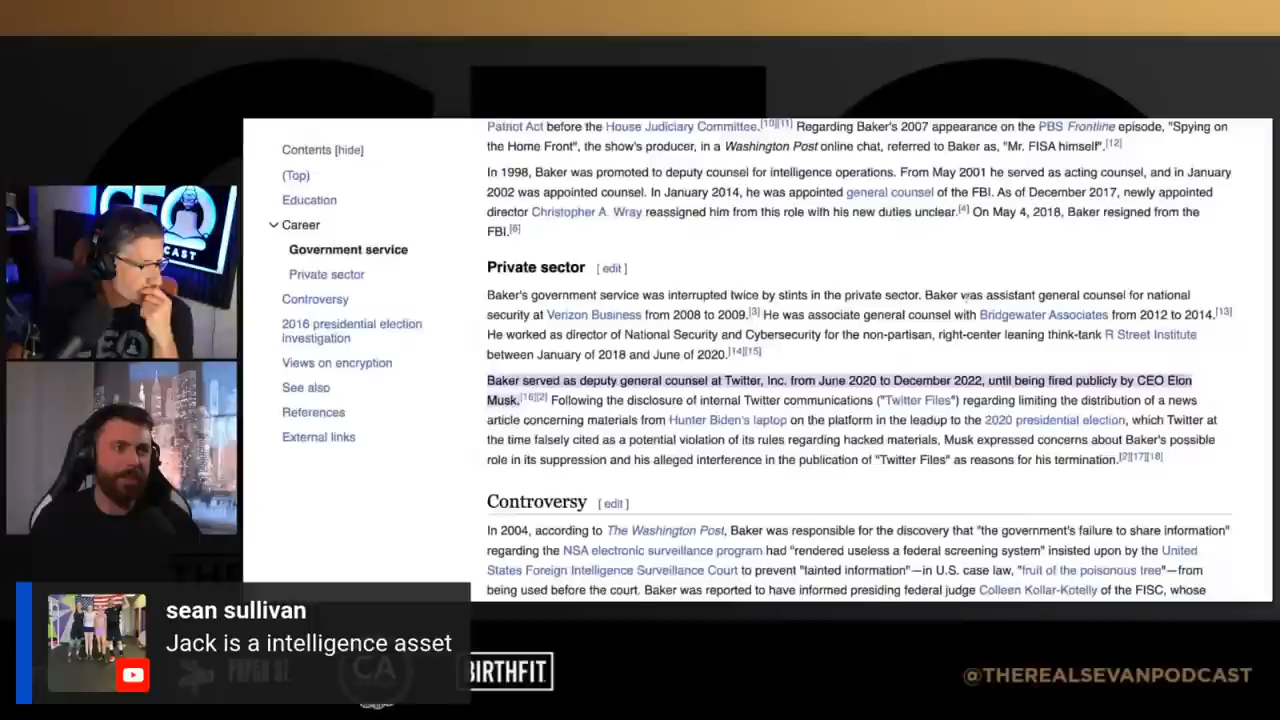 Contents [hide]
(Top)
Education
Career
Government service
Private sector
Controversy
2016 presidential election
investigation
Views on encryption
See also
References
External links
Patriot Act before the House Judiciary Committee.[10][11] Regarding Baker's 2007 appearance on the PBS Frontline episode, "Spying on
the Home Front", the show's producer, in a Washington Post online chat, referred to Baker as, "Mr. FISA himself".[12]
In 1998, Baker was promoted to deputy counsel for intelligence operations. From May 2001 he served as acting counsel, and in January
2002 was appointed counsel. In January 2014, he was appointed general counsel of the FBI. As of December 2017, newly appointed
director Christopher A. Wray reassigned him from this role with his new duties unclear.[4] On May 4, 2018, Baker resigned from the
FBI.[6]
Private sector [ edit ]
Baker's government service was interrupted twice by stints in the private sector. Baker was assistant general counsel for national
security at Verizon Business from 2008 to 2009.[3] He was associate general counsel with Bridgewater Associates from 2012 to 2014.[13]
He worked as director of National Security and Cybersecurity for the non-partisan, right-center leaning think-tank R Street Institute
between January of 2018 and June of 2020.[14][15]
Baker served as deputy general counsel at Twitter, Inc. from June 2020 to December 2022, until being fired publicly by CEO Elon
Musk.[16][2] Following the disclosure of internal Twitter communications ("Twitter Files") regarding limiting the distribution of a news
article concerning materials from Hunter Biden's laptop on the platform in the leadup to the 2020 presidential election, which Twitter at
the time falsely cited as a potential violation of its rules regarding hacked materials, Musk expressed concerns about Baker's possible
role in its suppression and his alleged interference in the publication of "Twitter Files" as reasons for his termination.[2][17][18]
Controversy [ edit ]
In 2004, according to The Washington Post, Baker was responsible for the discovery that "the government's failure to share information"
regarding the NSA electronic surveillance program had "rendered useless a federal screening system" insisted upon by the United
States Foreign Intelligence Surveillance Court to prevent "tainted information"—in U.S. case law, "fruit of the poisonous tree"—from
being used before the court. Baker was reported to have informed presiding federal judge Colleen Kollar-Kotelly of the FISC, whose
CEO
CEO
sean sullivan
Jack is a intelligence asset
CA
BIRTHFIT
@THEREALSEVANPODCAST